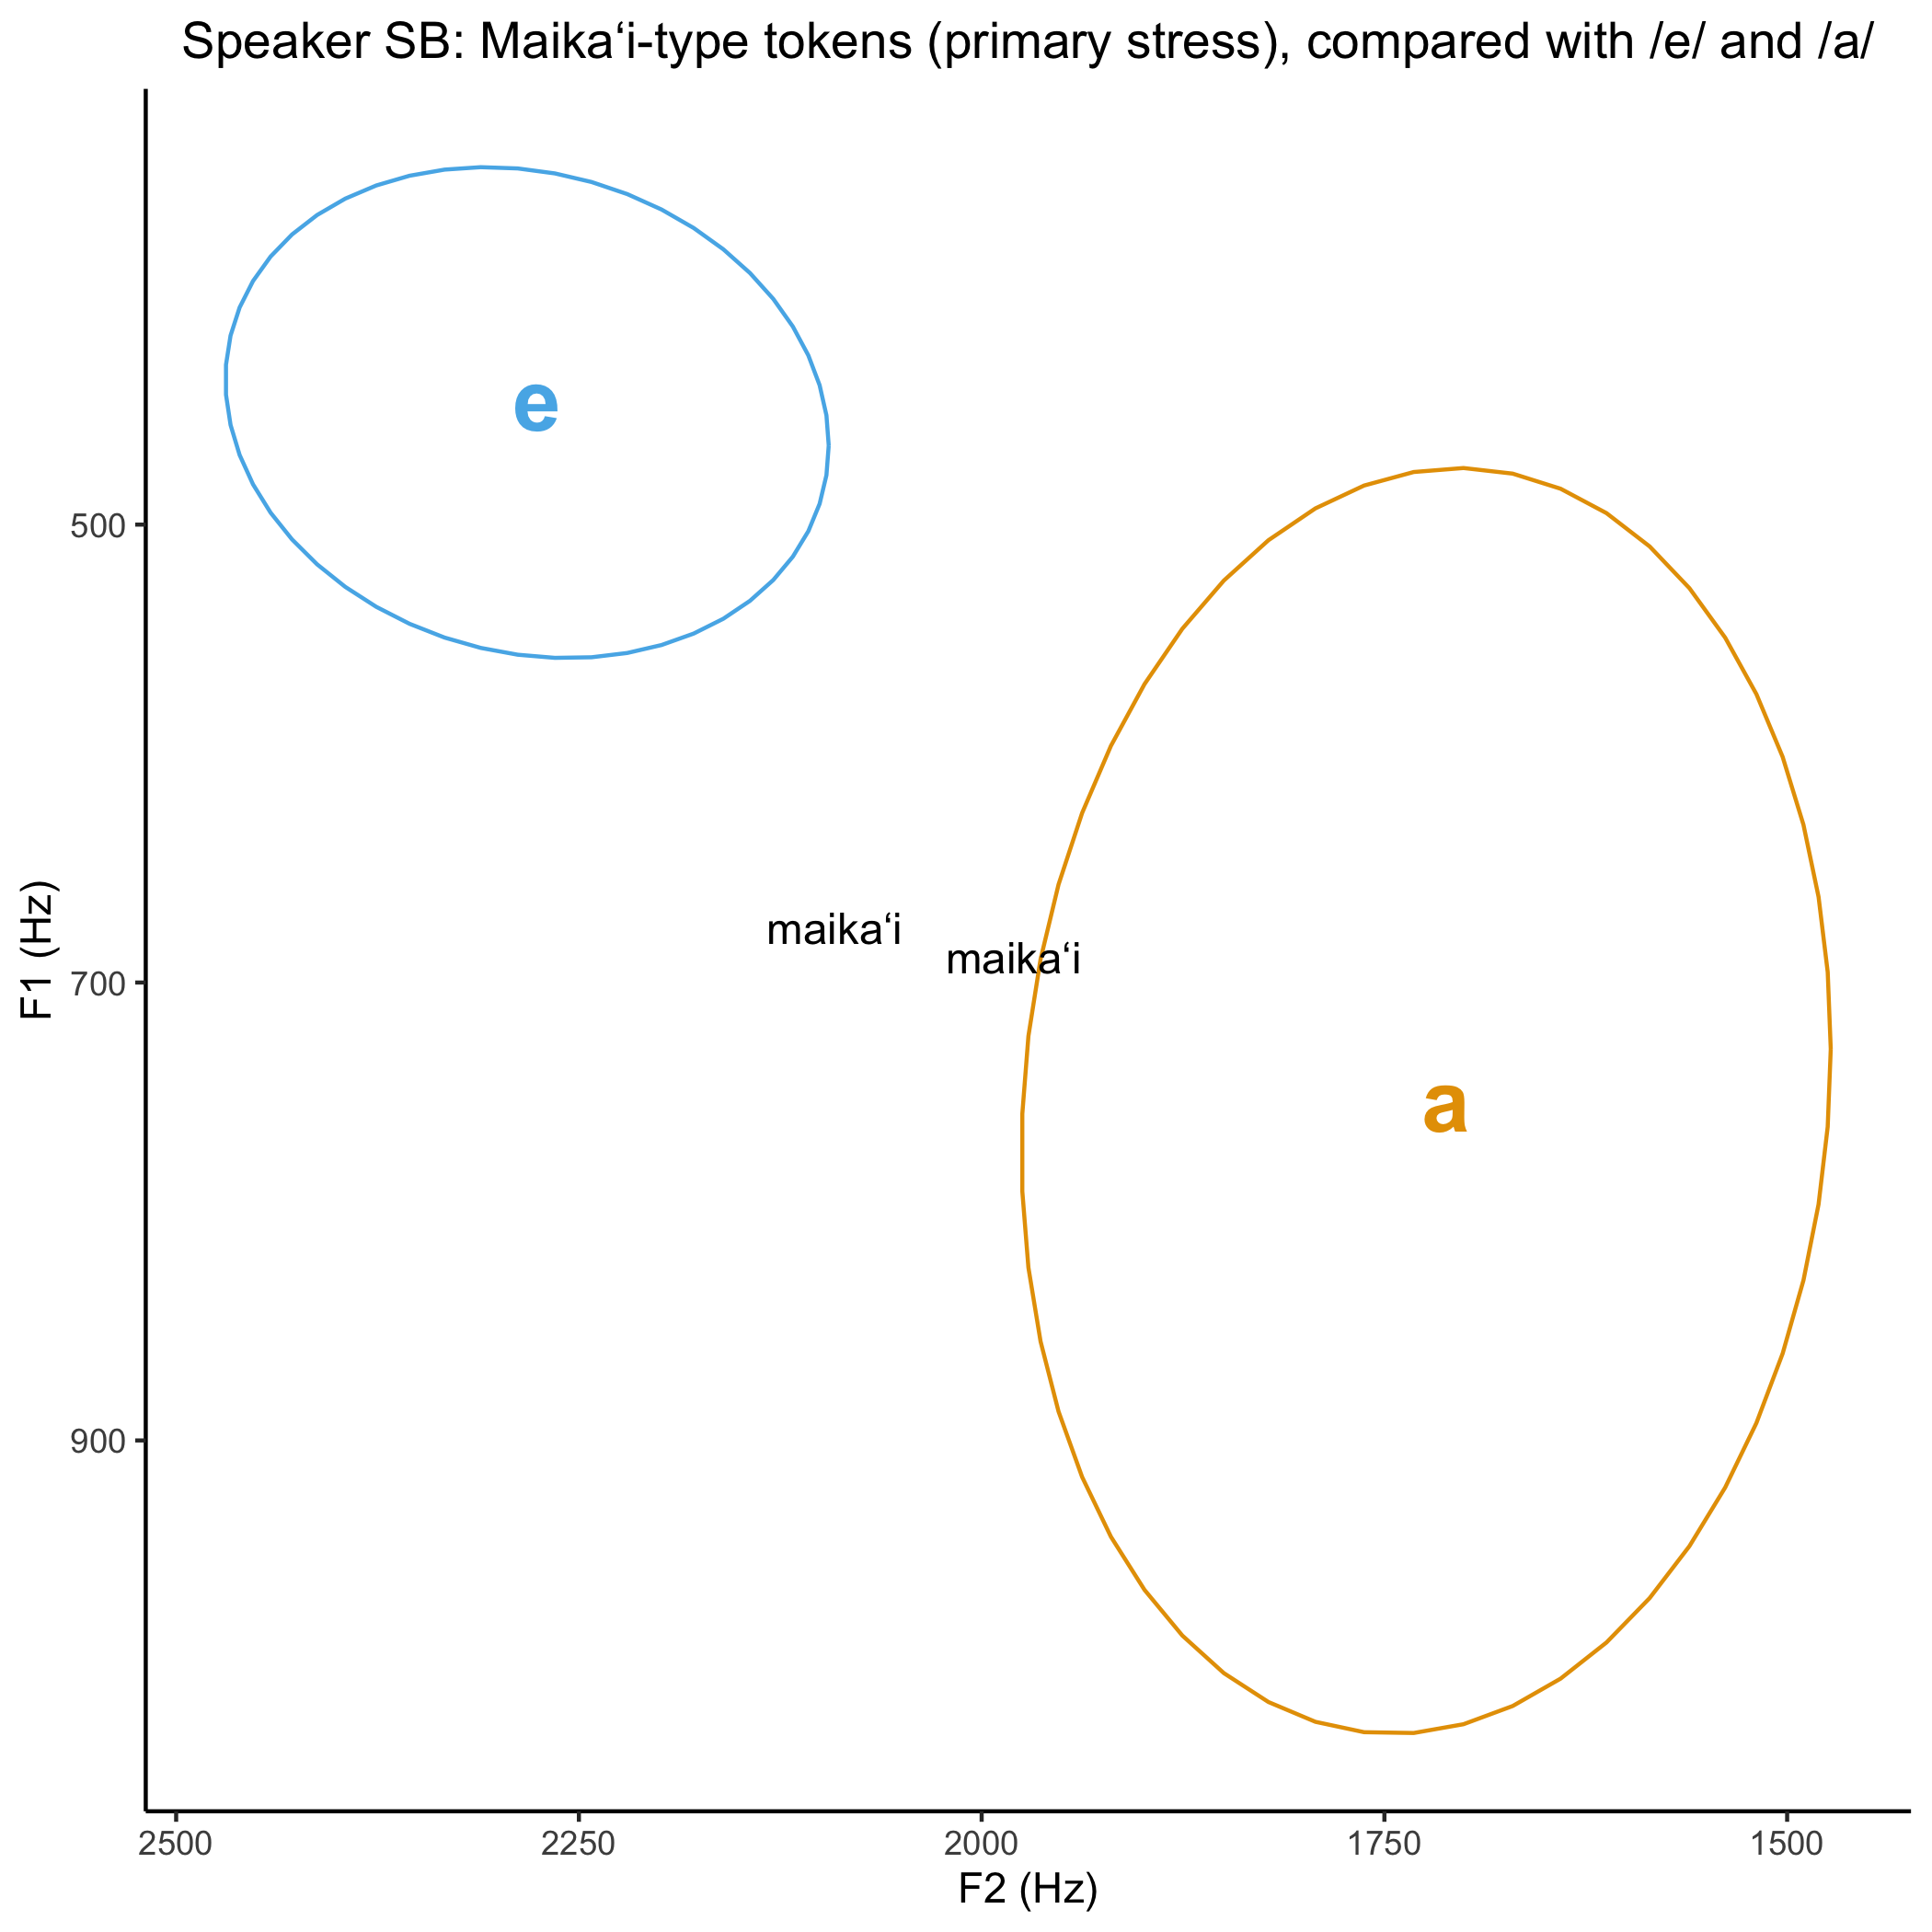 Speaker SB: Maikaʻi-type tokens (primary stress), compared with /e/ and /a/
e
500
maikaʻi
maikaʻi
F1 (Hz)
700
a
900
2500 2250 2000 1750 1500
F2 (Hz)